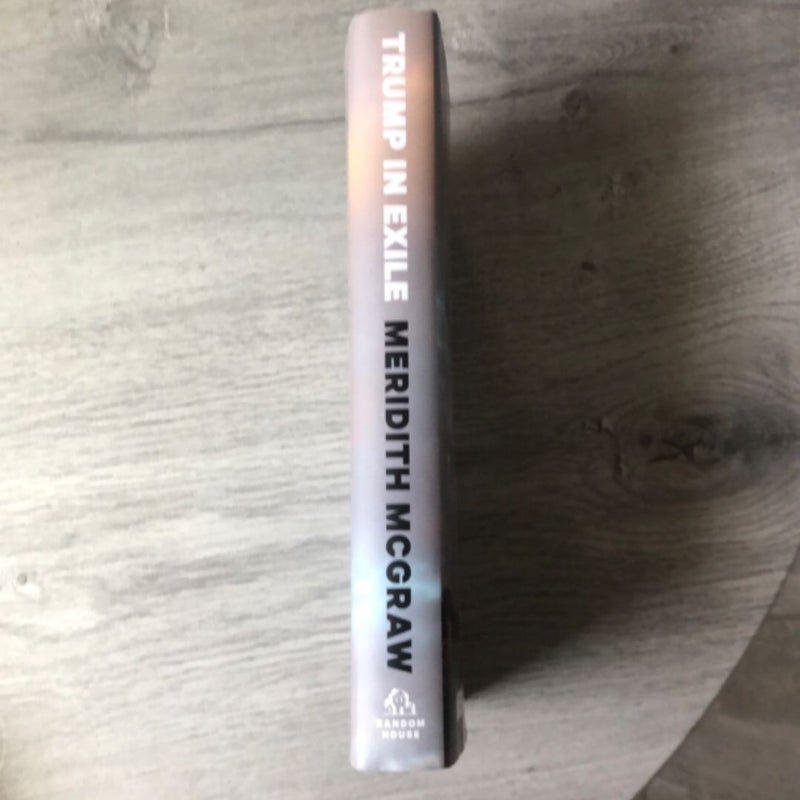 TRUMP IN EXILE MERIDITH MCGRAW
RANDOM
HOUSE